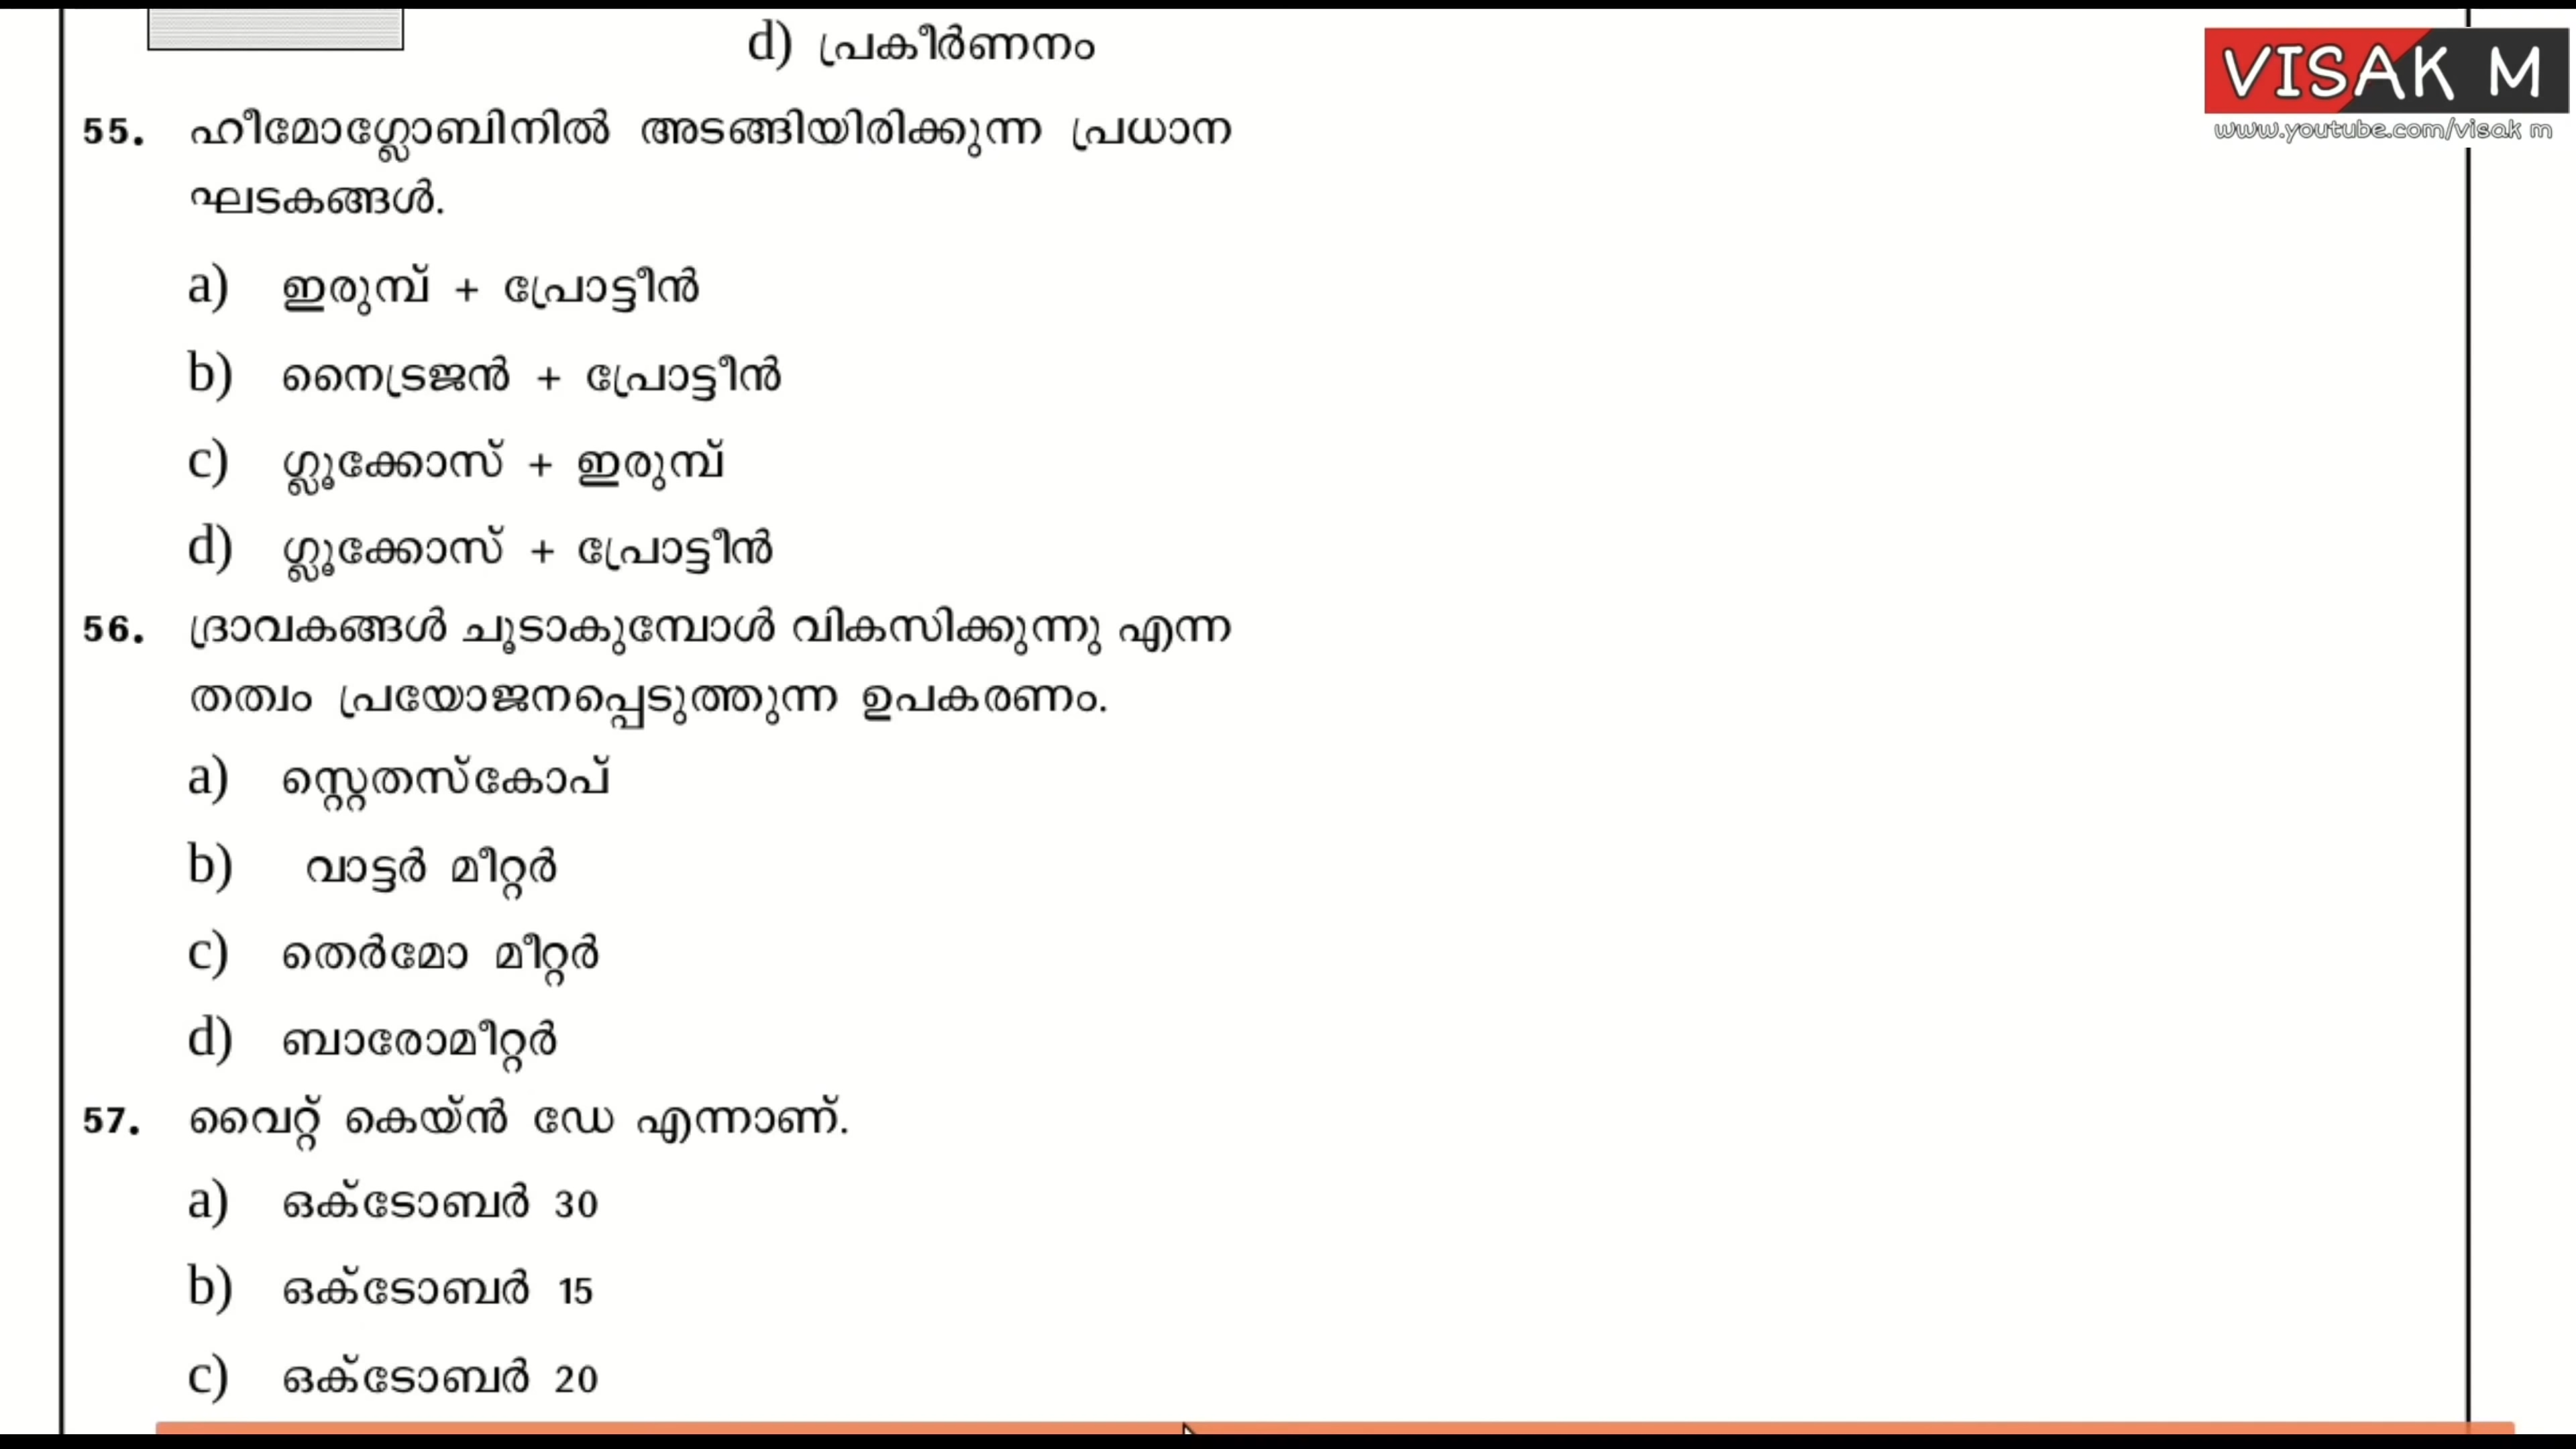 d) പ്രകീർണനം
VISAK M
www.youtube.com/visak m
55. ഹീമോഗ്ലോബിനിൽ അടങ്ങിയിരിക്കുന്ന പ്രധാന
ഘടകങ്ങൾ.
a) ഇരുമ്പ് + പ്രോട്ടീൻ
b) നൈട്രജൻ + പ്രോട്ടീൻ
c) ഗ്ലൂക്കോസ് + ഇരുമ്പ്
d) ഗ്ലൂക്കോസ് + പ്രോട്ടീൻ
56. ദ്രാവകങ്ങൾ ചൂടാകുമ്പോൾ വികസിക്കുന്നു എന്ന
തത്വം പ്രയോജനപ്പെടുത്തുന്ന ഉപകരണം.
a) സ്റ്റെതസ്കോപ്
b) വാട്ടർ മീറ്റർ
c) തെർമോ മീറ്റർ
d) ബാരോമീറ്റർ
57. വൈറ്റ് കെയ്ൻ ഡേ എന്നാണ്.
a) ഒക്ടോബർ 30
b) ഒക്ടോബർ 15
c) ഒക്ടോബർ 20